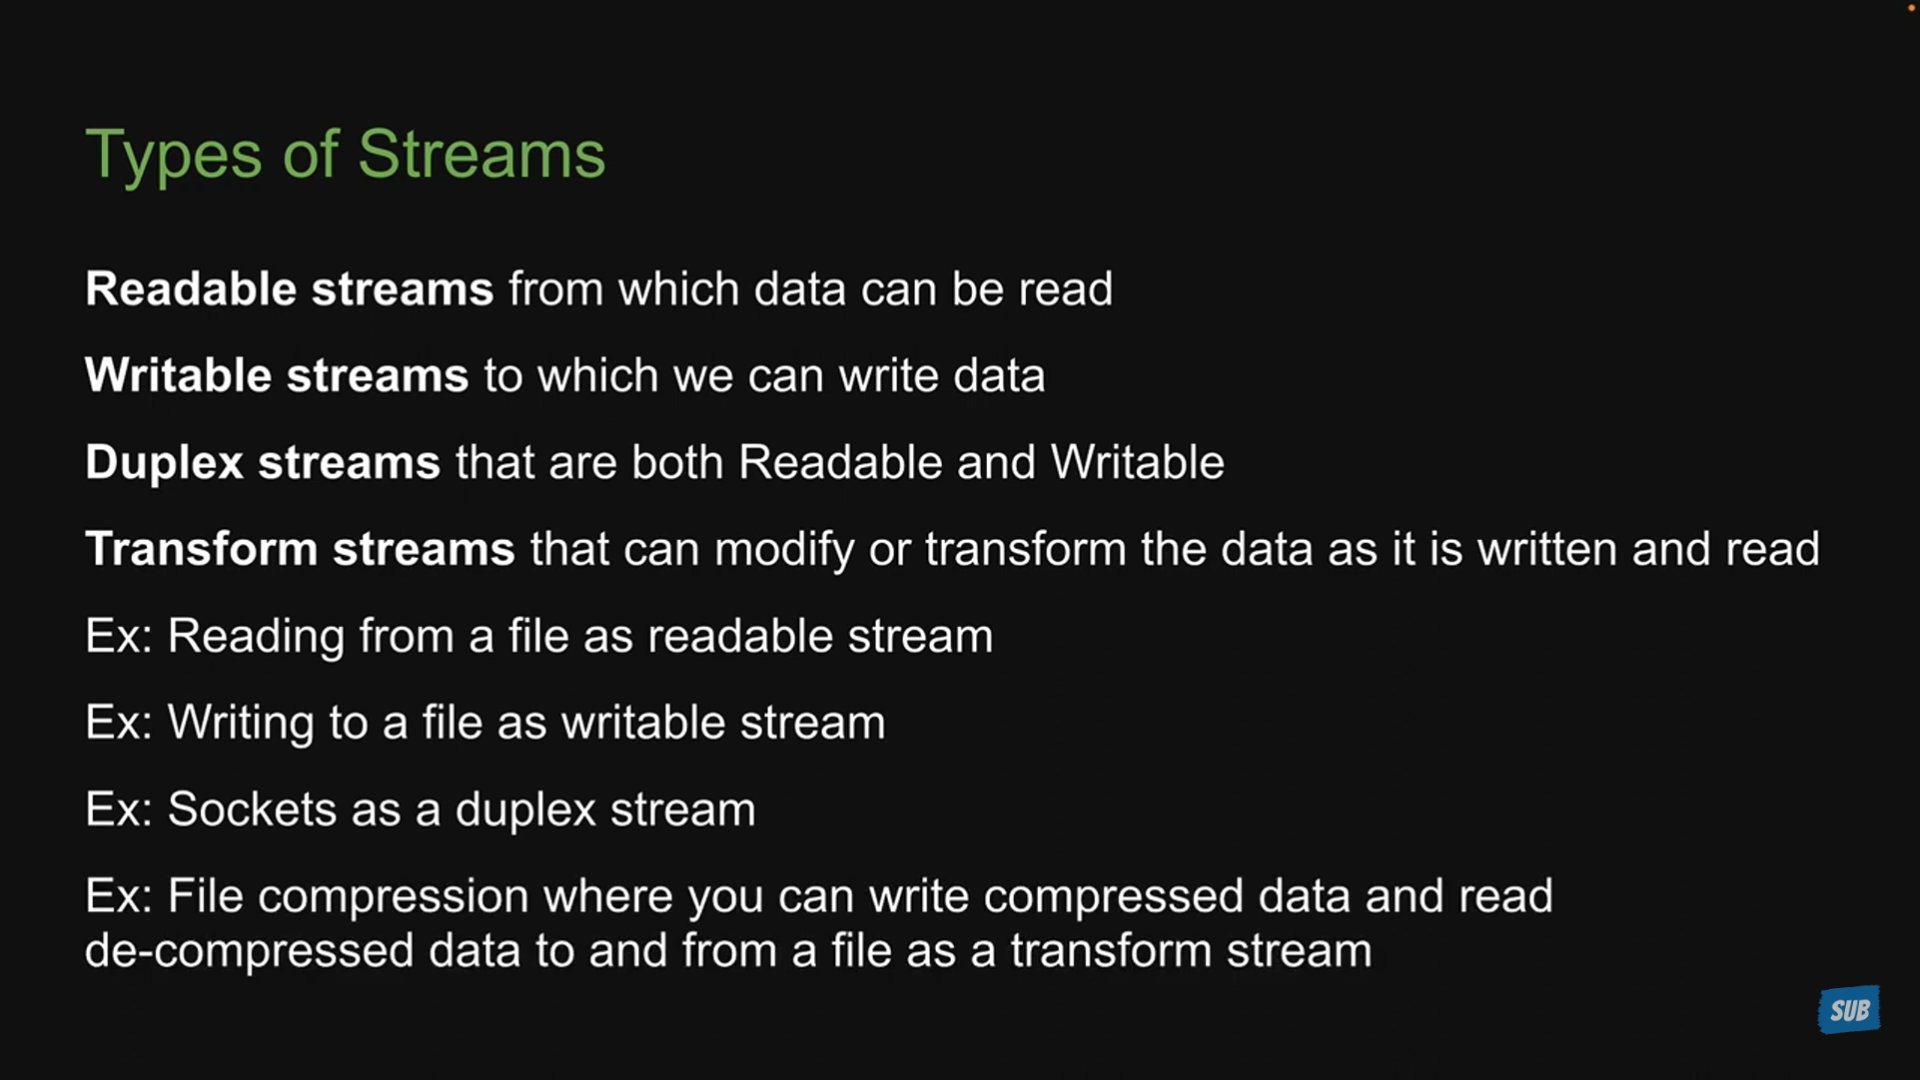 Types of Streams
Readable streams from which data can be read
Writable streams to which we can write data
Duplex streams that are both Readable and Writable
Transform streams that can modify or transform the data as it is written and read
Ex: Reading from a file as readable stream
Ex: Writing to a file as writable stream
Ex: Sockets as a duplex stream
Ex: File compression where you can write compressed data and read
de-compressed data to and from a file as a transform stream
SUB